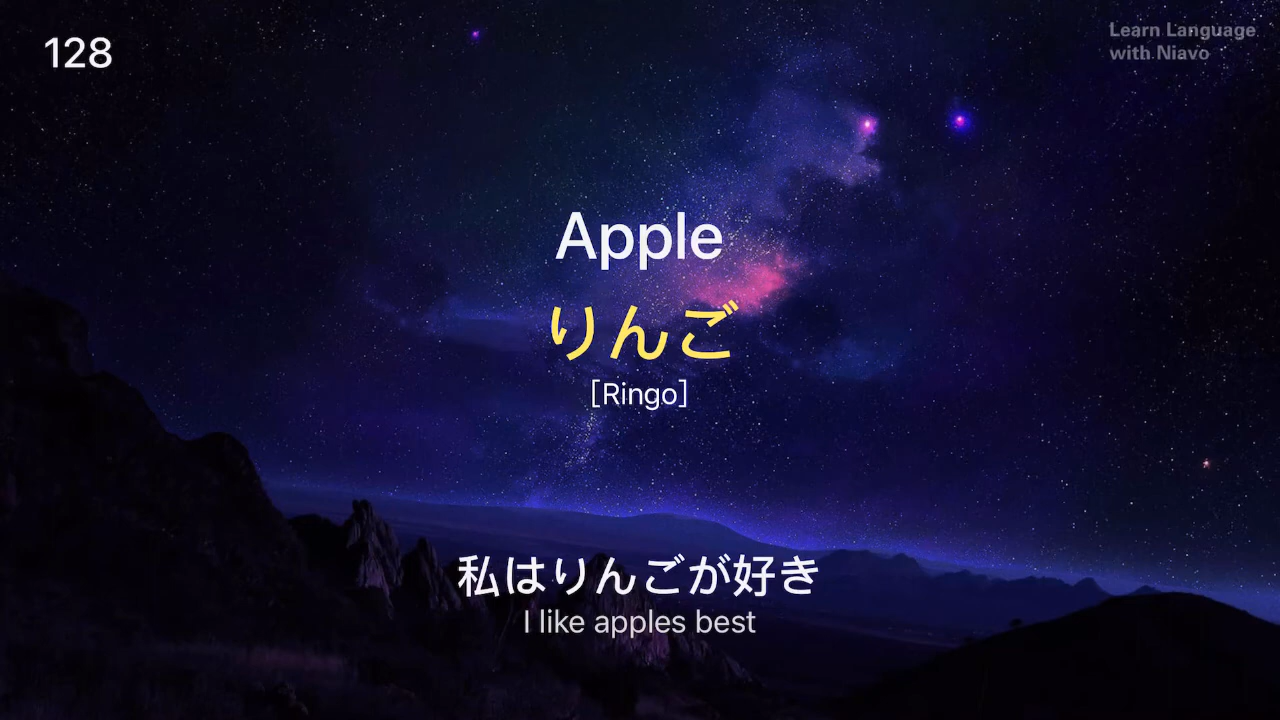 128
Learn Language
with Niavo
Apple
りんご
[Ringo]
私はりんごが好き
I like apples best